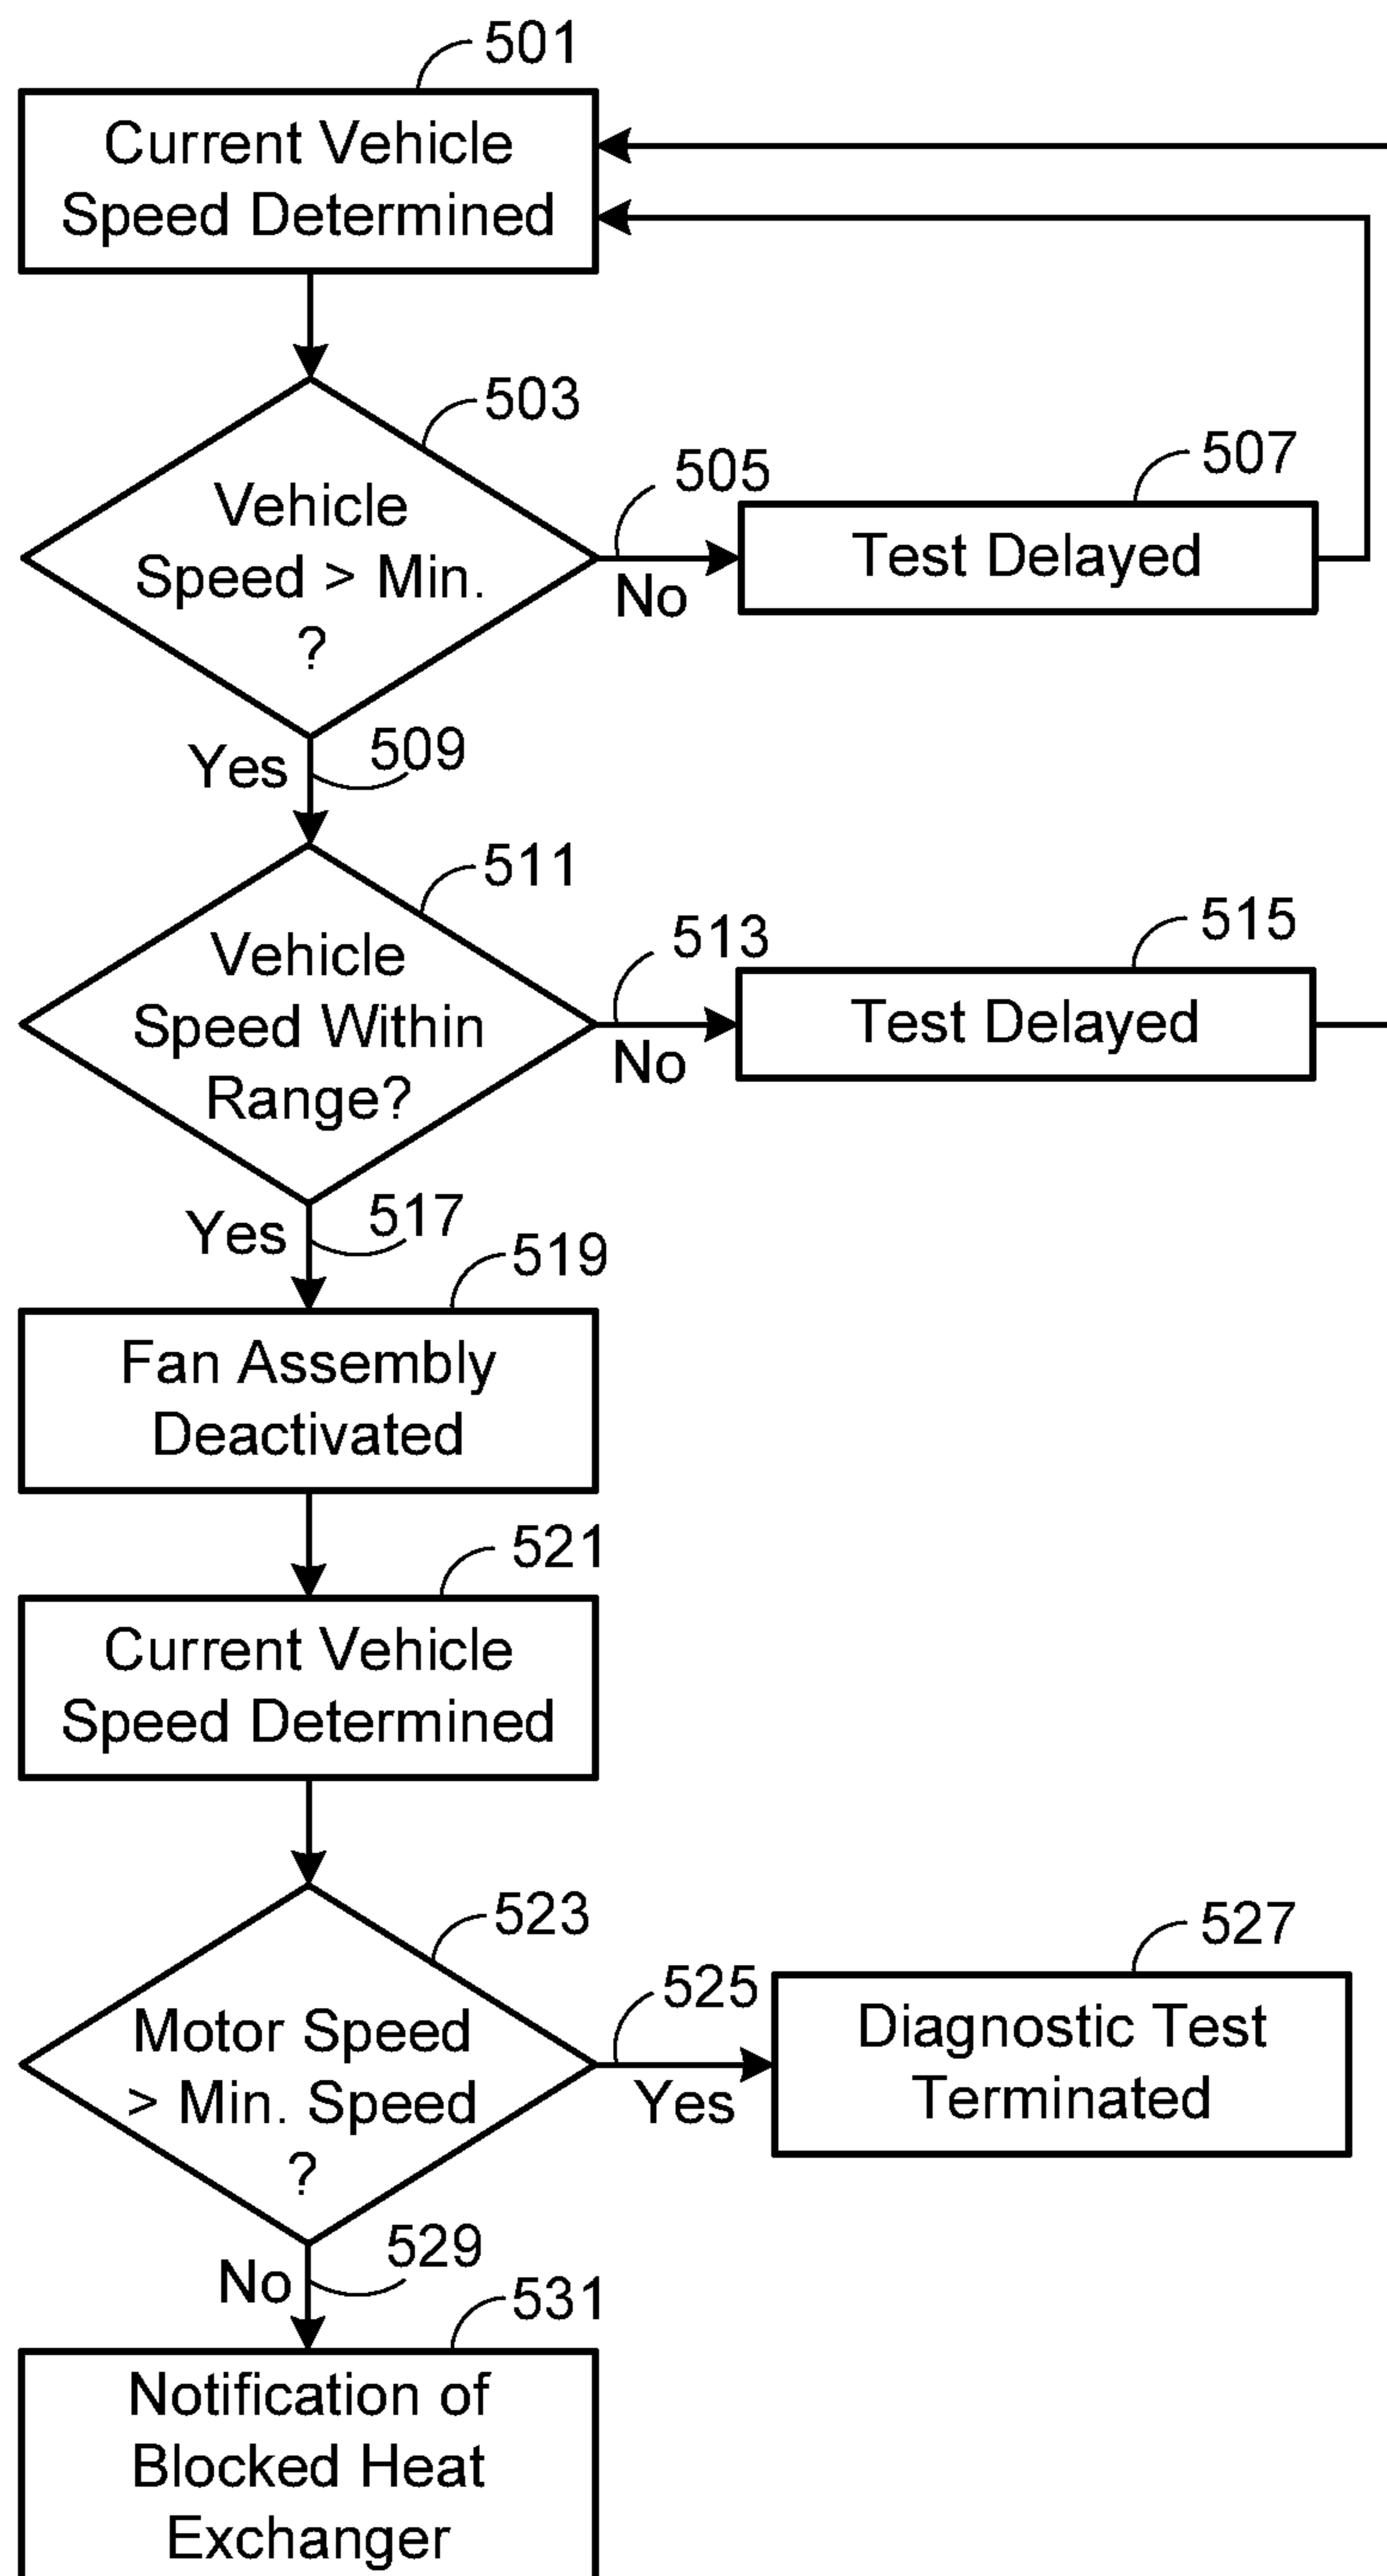 501
Current Vehicle
Speed Determined
503
Vehicle
Speed > Min.
?
505
No
507
Test Delayed
Yes
509
511
Vehicle
Speed Within
Range?
513
No
515
Test Delayed
Yes
517
519
Fan Assembly
Deactivated
521
Current Vehicle
Speed Determined
523
Motor Speed
> Min. Speed
?
525
Yes
527
Diagnostic Test
Terminated
No
529
531
Notification of
Blocked Heat
Exchanger